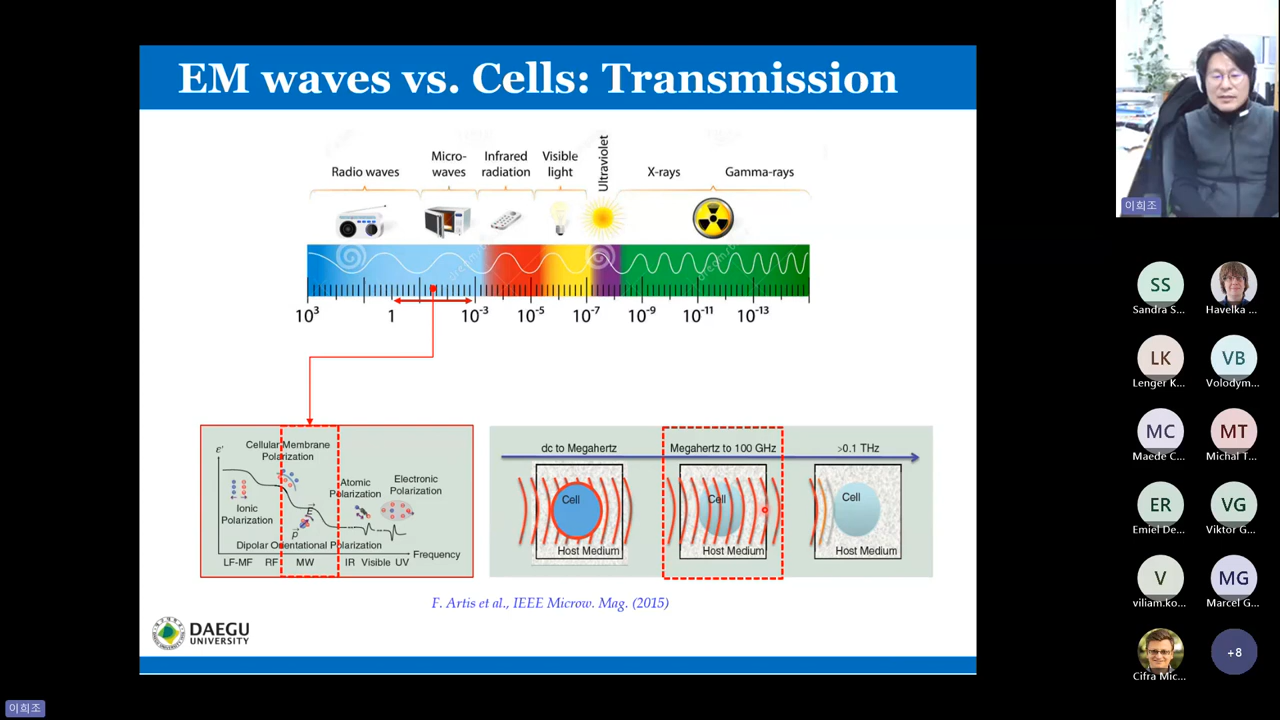 EM waves vs. Cells: Transmission
Radio waves
Micro-
waves
Infrared
radiation
Visible
light
Ultraviolet
X-rays
Gamma-rays
10³ 1 10⁻³ 10⁻⁵ 10⁻⁷ 10⁻⁹ 10⁻¹¹ 10⁻¹³
ε′
Cellular Membrane
Polarization
Ionic
Polarization
E
P
Dipolar Orientational Polarization
Atomic
Polarization
Electronic
Polarization
Frequency
LF-MF RF MW IR Visible UV
dc to Megahertz
Cell
Host Medium
Megahertz to 100 GHz
Cell
Host Medium
>0.1 THz
Cell
Host Medium
F. Artis et al., IEEE Microw. Mag. (2015)
DAEGU
UNIVERSITY
이희조
SS
Sandra S...
Havelka ...
LK
Lenger K...
VB
Volodym...
MC
Maede C...
MT
Michal T...
ER
Emiel De...
VG
Viktor G...
V
viliam.ko...
MG
Marcel G...
Cifra Mic...
+8
이희조